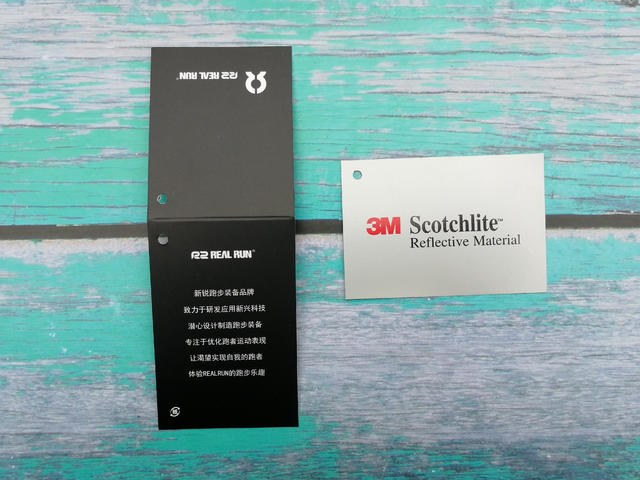 R2 REAL RUN®
R2 REAL RUN®
新锐跑步装备品牌
致力于研发应用新兴科技
潜心设计制造跑步装备
专注于优化跑者运动表现
让渴望实现自我的跑者
体验REALRUN的跑步乐趣
3M Scotchlite™
Reflective Material